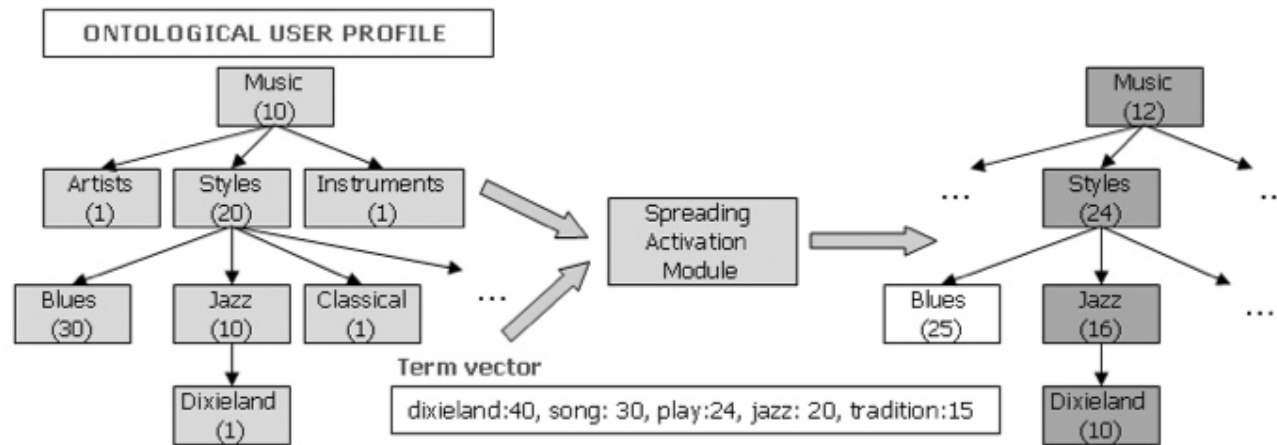 ONTOLOGICAL USER PROFILE
Music
(10)
Artists
(1)
Styles
(20)
Instruments
(1)
Blues
(30)
Jazz
(10)
Classical
(1)
...
Dixieland
(1)
Term vector
dixieland:40, song: 30, play:24, jazz: 20, tradition:15
Spreading
Activation
Module
Music
(12)
...
Styles
(24)
...
Blues
(25)
Jazz
(16)
...
Dixieland
(10)